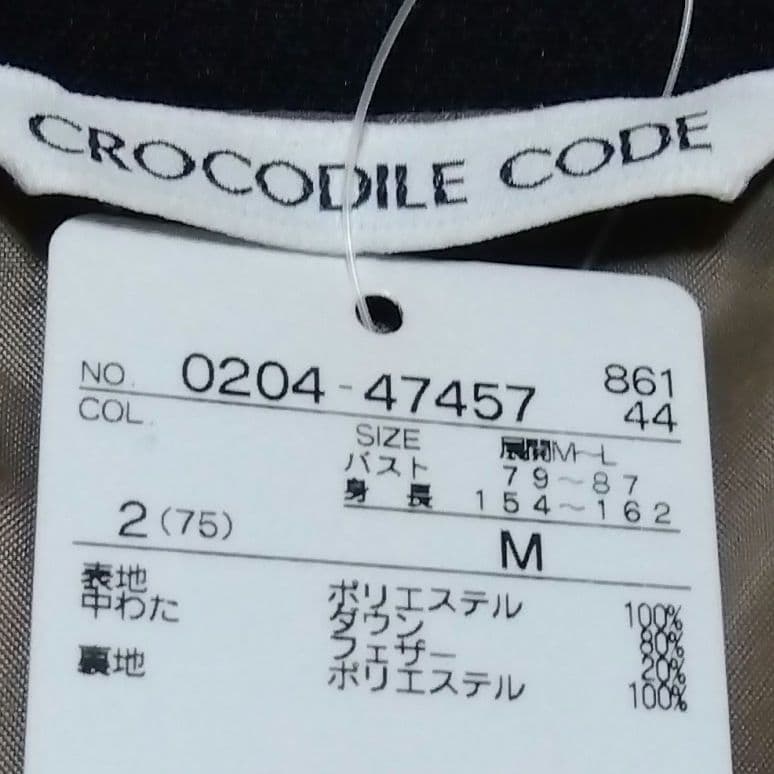 CROCODILE CODE
NO. 0204-47457 861
COL. 44
SIZE 展開M～L
バスト 79～87
身長 154～162
2(75) M
表地 ポリエステル 100%
中わた ダウン 80%
フェザー 20%
裏地 ポリエステル 100%